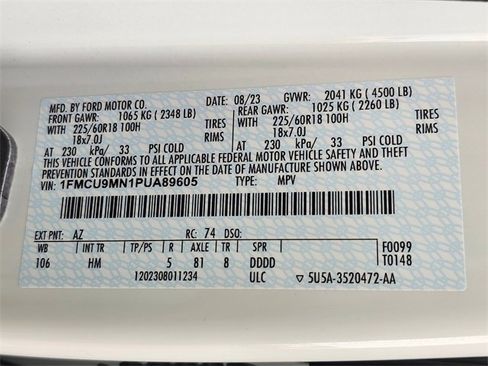 MFD. BY FORD MOTOR CO. DATE: 08/23 GVWR: 2041 KG ( 4500 LB)
FRONT GAWR: 1065 KG ( 2348 LB) REAR GAWR: 1025 KG ( 2260 LB)
WITH 225/60R18 100H TIRES WITH 225/60R18 100H TIRES
18x7.0J RIMS 18x7.0J RIMS
AT 230 kPa/ 33 PSI COLD AT 230 kPa/ 33 PSI COLD
THIS VEHICLE CONFORMS TO ALL APPLICABLE FEDERAL MOTOR VEHICLE SAFETY, BUMPER, AND THEFT
PREVENTION STANDARDS IN EFFECT ON THE DATE OF MANUFACTURE SHOWN ABOVE.
VIN: 1FMCU9MN1PUA89605 TYPE: MPV
EXT PNT: AZ RC: 74 DSO:
WB INT TR TP/PS R AXLE TR SPR F0099
106 HM 5 81 8 DDDD T0148
1202308011234 ULC ▽ 5U5A-3520472-AA